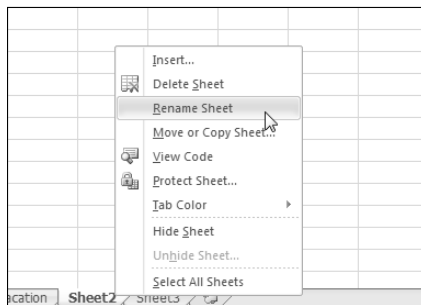 Insert...
Delete Sheet
Rename Sheet
Move or Copy Sheet...
View Code
Protect Sheet...
Tab Color
Hide Sheet
Unhide Sheet...
Select All Sheets
acation Sheet2 Sheet3